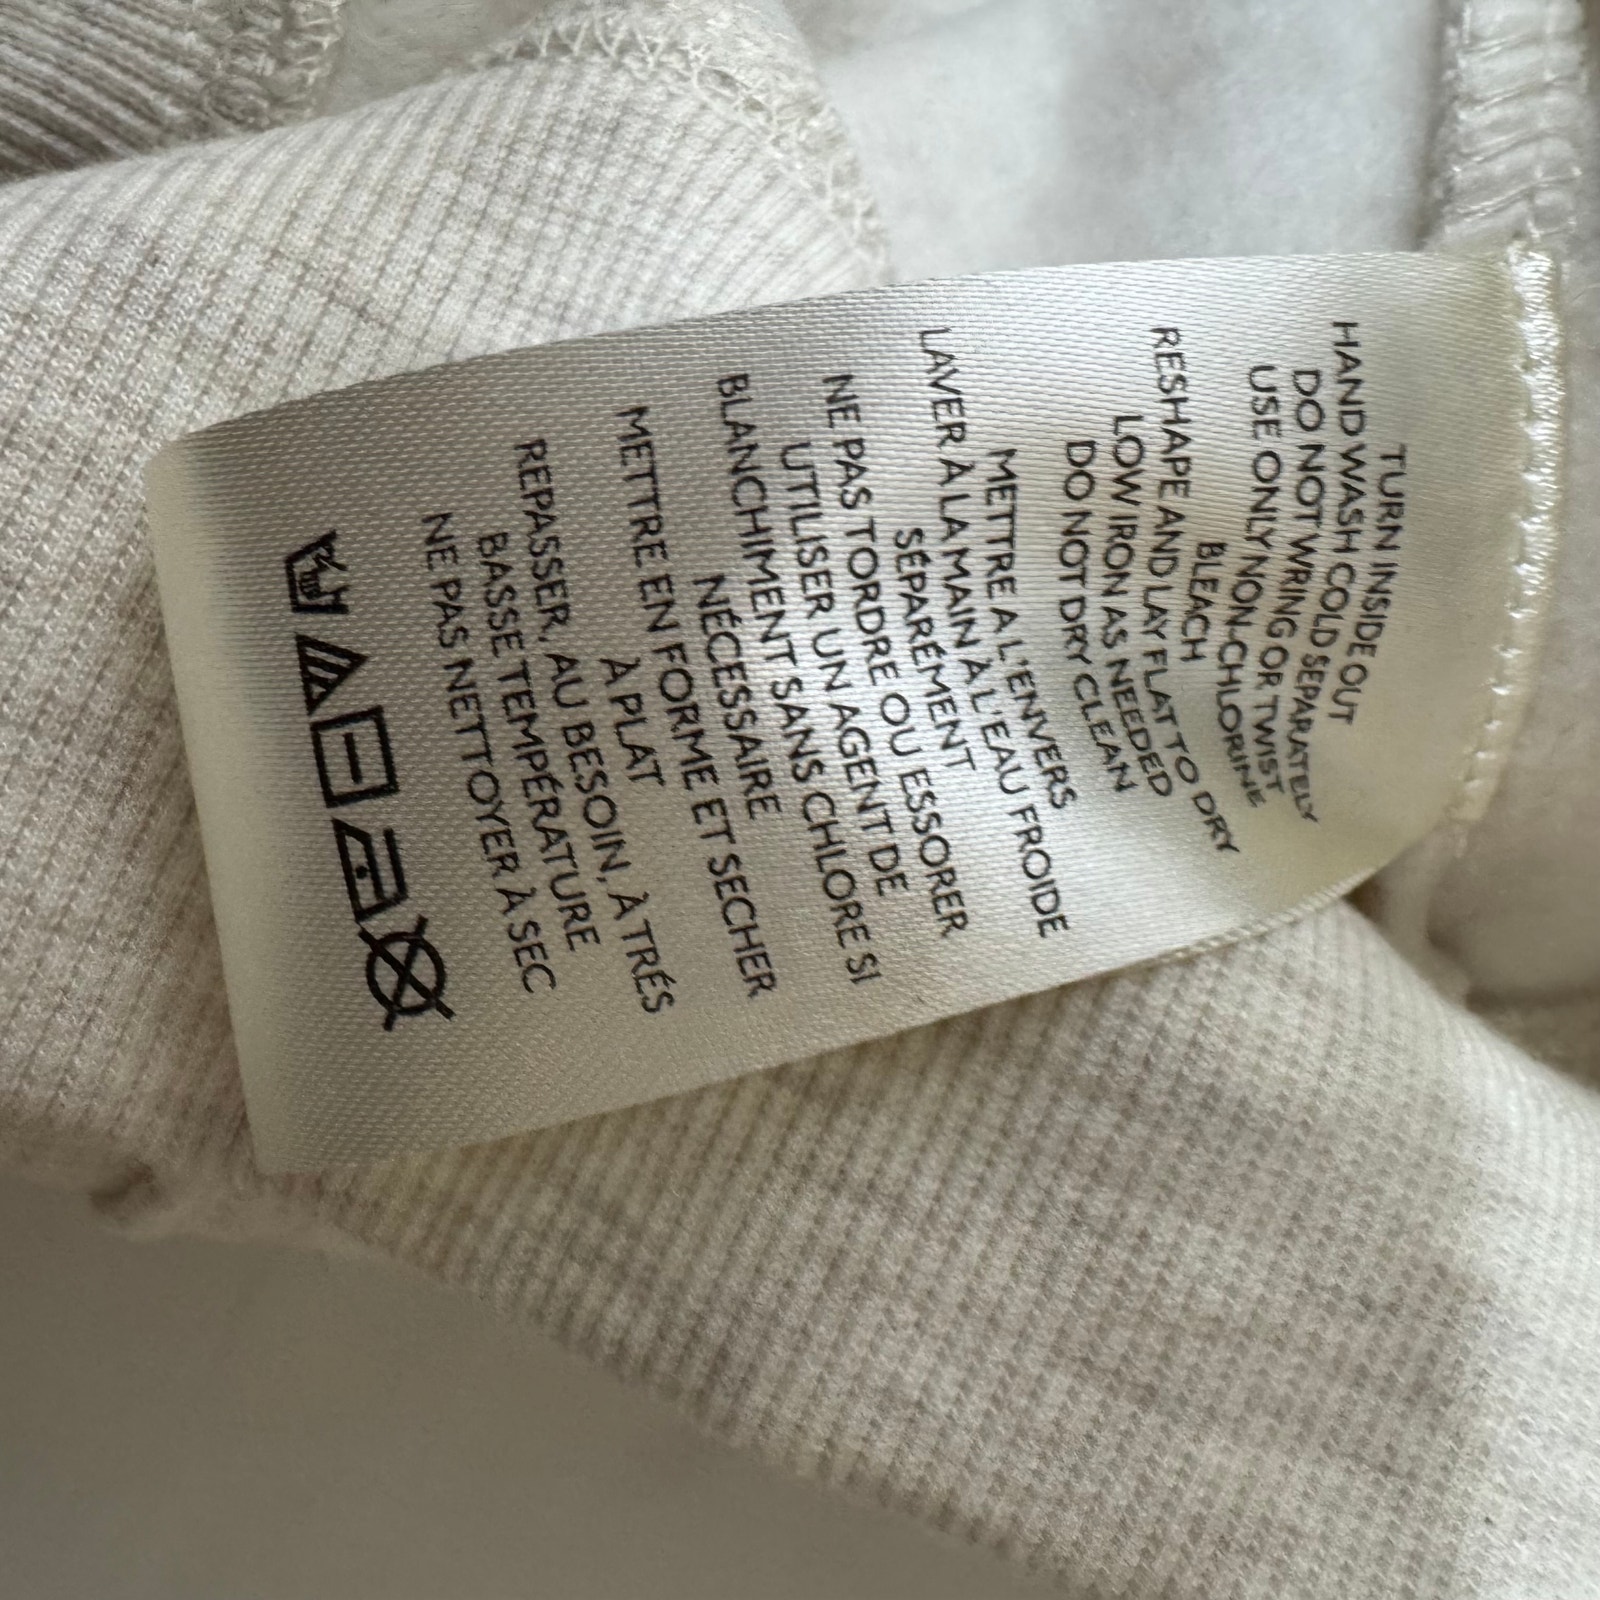 TURN INSIDE OUT
HAND WASH COLD SEPARATELY
DO NOT WRING OR TWIST
USE ONLY NON-CHLORINE
BLEACH
RESHAPE AND LAY FLAT TO DRY
LOW IRON AS NEEDED
DO NOT DRY CLEAN
METTRE A L'ENVERS
LAVER À LA MAIN À L'EAU FROIDE
SÉPARÉMENT
NE PAS TORDRE OU ESSORER
UTILISER UN AGENT DE
BLANCHIMENT SANS CHLORE SI
NÉCESSAIRE
METTRE EN FORME ET SECHER
À PLAT
REPASSER, AU BESOIN, À TRÉS
BASSE TEMPÉRATURE
NE PAS NETTOYER À SEC